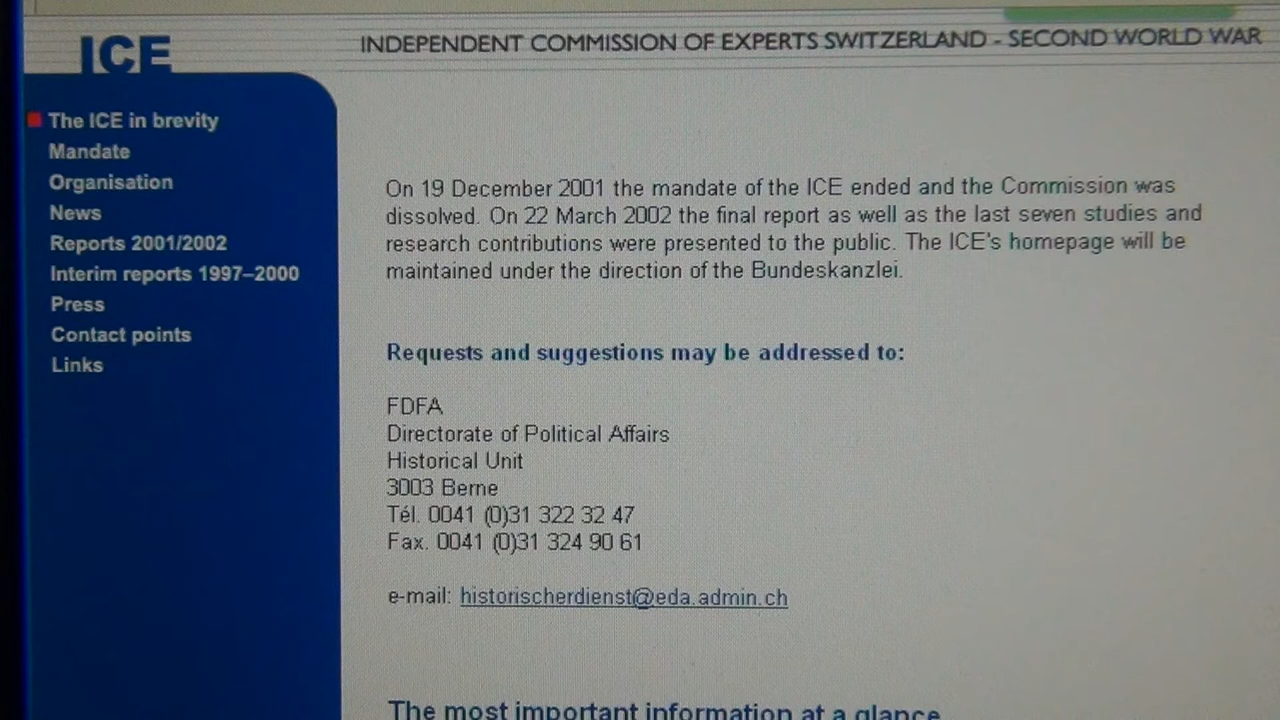 ICE
INDEPENDENT COMMISSION OF EXPERTS SWITZERLAND - SECOND WORLD WAR
The ICE in brevity
Mandate
Organisation
News
Reports 2001/2002
Interim reports 1997–2000
Press
Contact points
Links
On 19 December 2001 the mandate of the ICE ended and the Commission was
dissolved. On 22 March 2002 the final report as well as the last seven studies and
research contributions were presented to the public. The ICE's homepage will be
maintained under the direction of the Bundeskanzlei.
Requests and suggestions may be addressed to:
FDFA
Directorate of Political Affairs
Historical Unit
3003 Berne
Tél. 0041 (0)31 322 32 47
Fax. 0041 (0)31 324 90 61
e-mail: historischerdienst@eda.admin.ch
The most important information at a glance